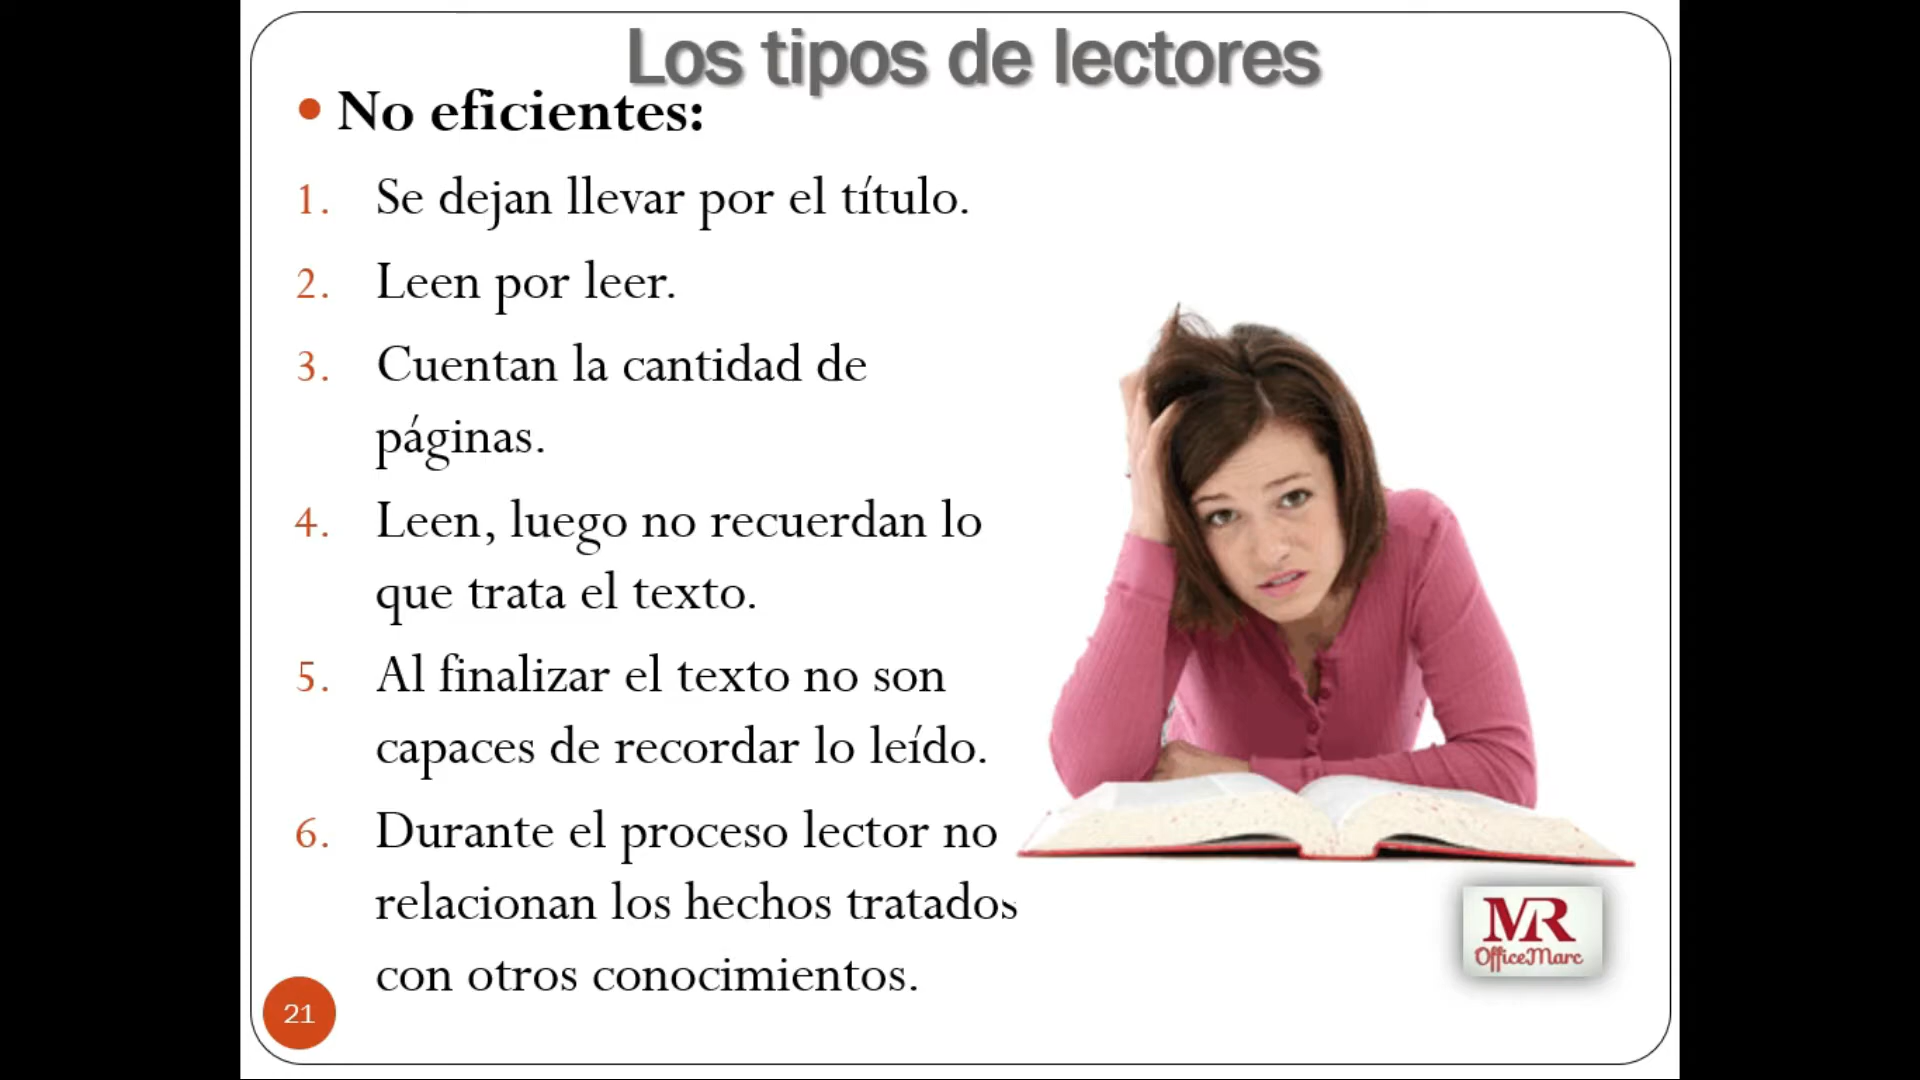 Los tipos de lectores
• No eficientes:
1. Se dejan llevar por el título.
2. Leen por leer.
3. Cuentan la cantidad de
páginas.
4. Leen, luego no recuerdan lo
que trata el texto.
5. Al finalizar el texto no son
capaces de recordar lo leído.
6. Durante el proceso lector no
relacionan los hechos tratados
con otros conocimientos.
MR
OfficeMarc
21